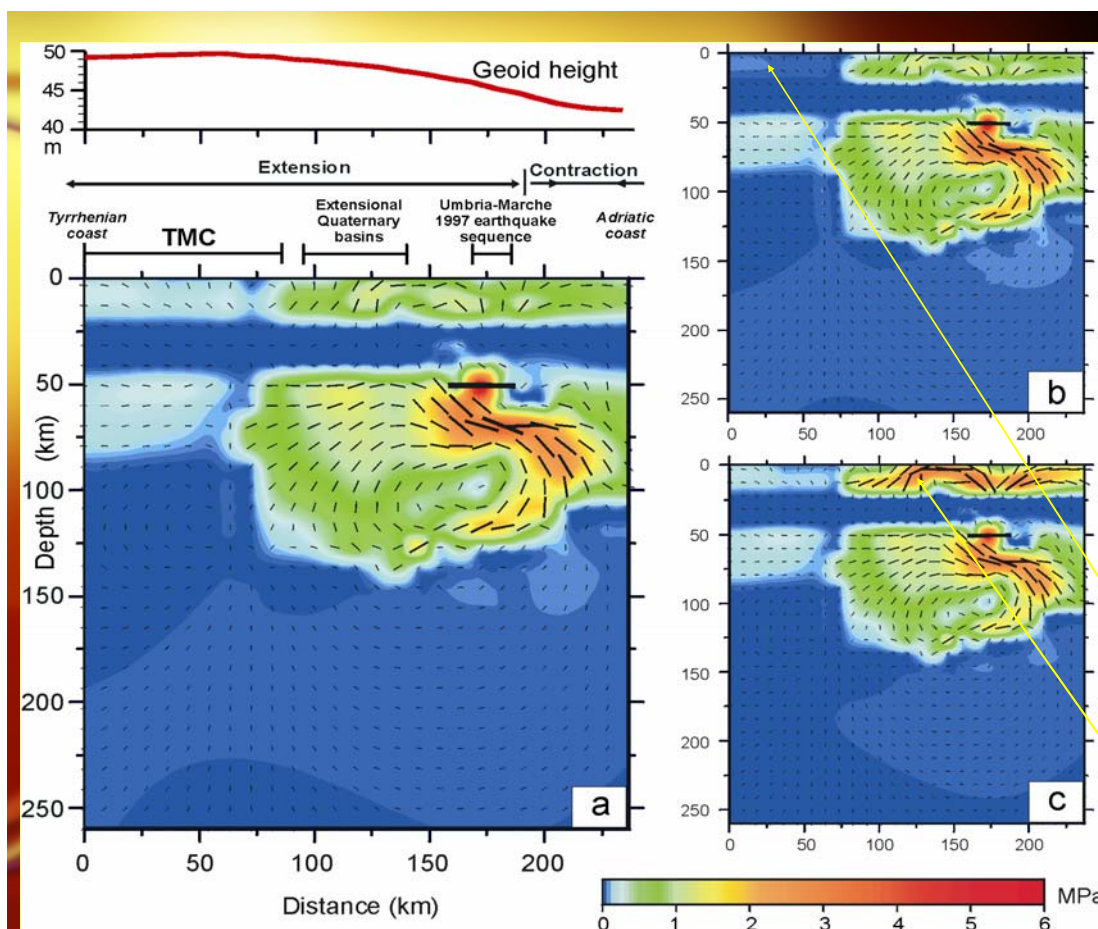 50
45
40
m
Geoid height
Extension
Contraction
Tyrrhenian
coast
TMC
Extensional
Quaternary
basins
Umbria-Marche
1997 earthquake
sequence
Adriatic
coast
0
50
100
150
200
250
Depth (km)
0 50 100 150 200
Distance (km)
a
0
50
100
150
200
250
0 50 100 150 200
b
0
50
100
150
200
250
0 50 100 150 200
c
MPa
0 1 2 3 4 5 6